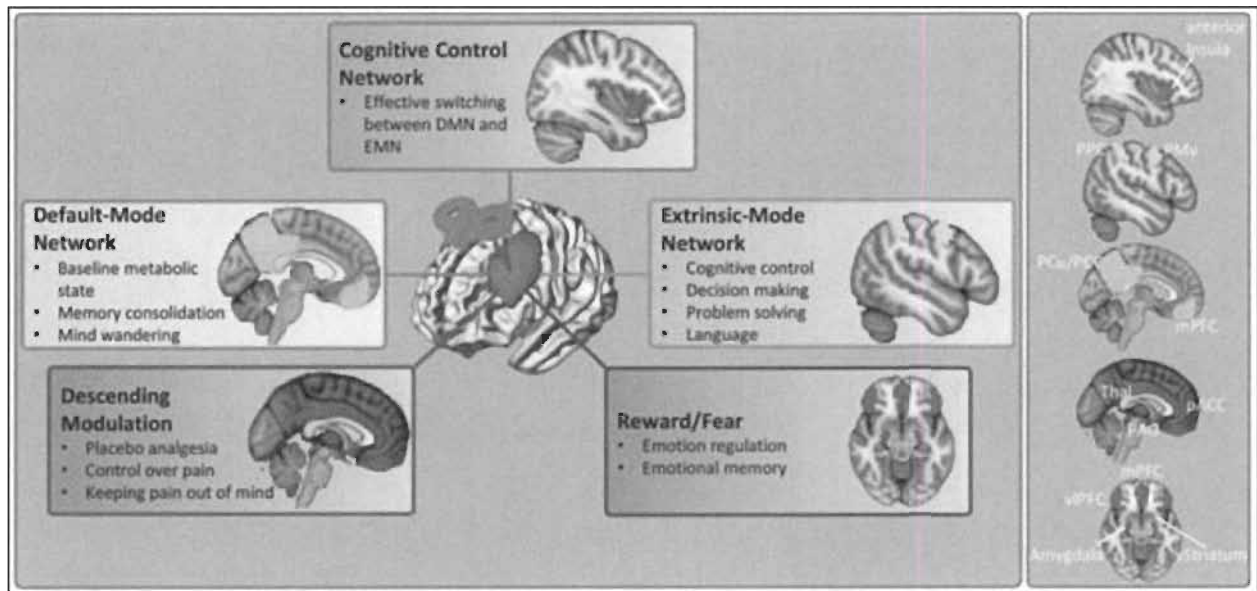 Cognitive Control
Network
• Effective switching
between DMN and
EMN
Default-Mode
Network
• Baseline metabolic
state
• Memory consolidation
• Mind wandering
Extrinsic-Mode
Network
• Cognitive control
• Decision making
• Problem solving
• Language
Descending
Modulation
• Placebo analgesia
• Control over pain
• Keeping pain out of mind
Reward/Fear
• Emotion regulation
• Emotional memory
anterior
Insula
mPFC
Thal
PAG
mPFC
vlPFC
Amygdala
Striatum